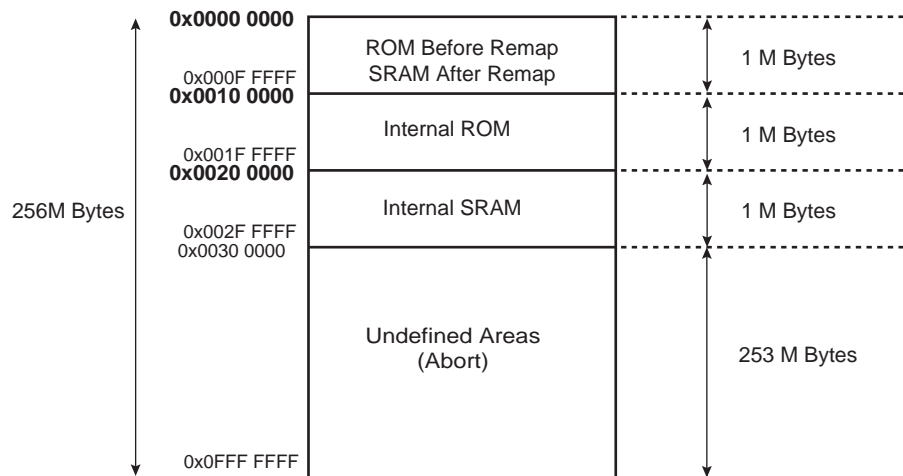 0x0000 0000
ROM Before Remap
SRAM After Remap
1 M Bytes
0x000F FFFF
0x0010 0000
Internal ROM
1 M Bytes
0x001F FFFF
0x0020 0000
256M Bytes
Internal SRAM
1 M Bytes
0x002F FFFF
0x0030 0000
Undefined Areas
(Abort)
253 M Bytes
0x0FFF FFFF